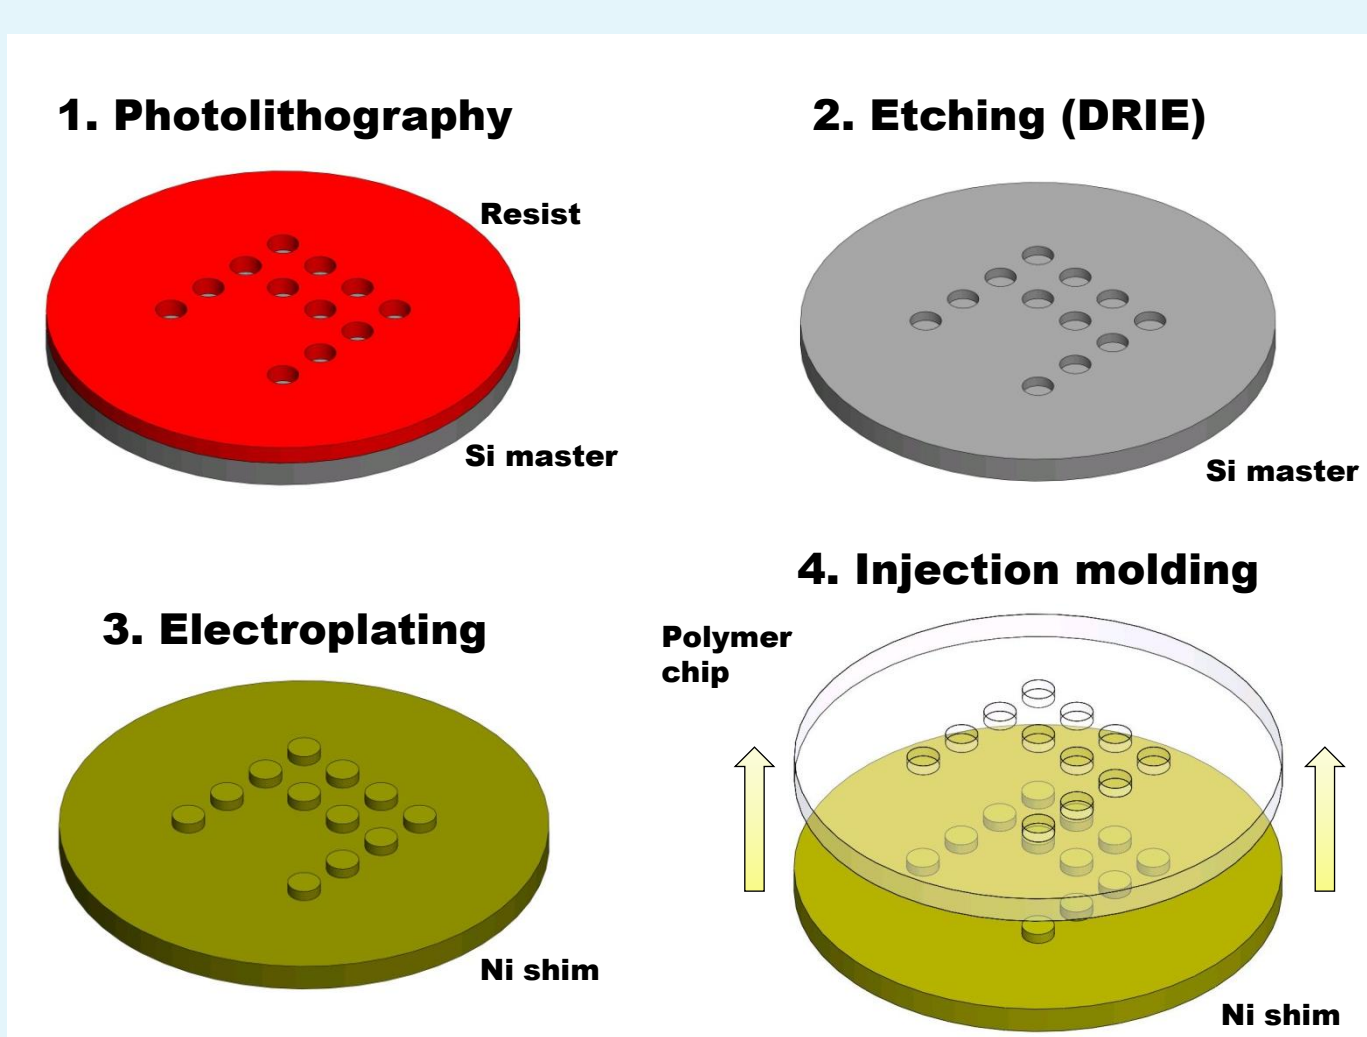 1. Photolithography
Resist
Si master
2. Etching (DRIE)
Si master
3. Electroplating
Ni shim
4. Injection molding
Polymer
chip
Ni shim